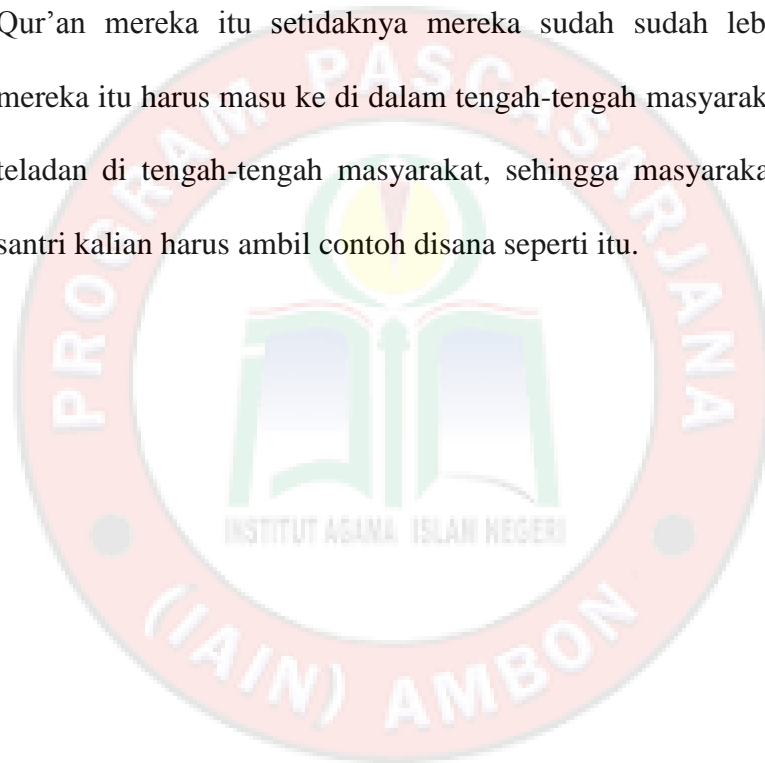 Qur’an mereka itu setidaknya mereka sudah sudah leb
mereka itu harus masu ke di dalam tengah-tengah masyarak
teladan di tengah-tengah masyarakat, sehingga masyaraka
santri kalian harus ambil contoh disana seperti itu.
PROGRAM PASCASARJANA
INSTITUT AGAMA ISLAM NEGERI
(IAIN) AMBON